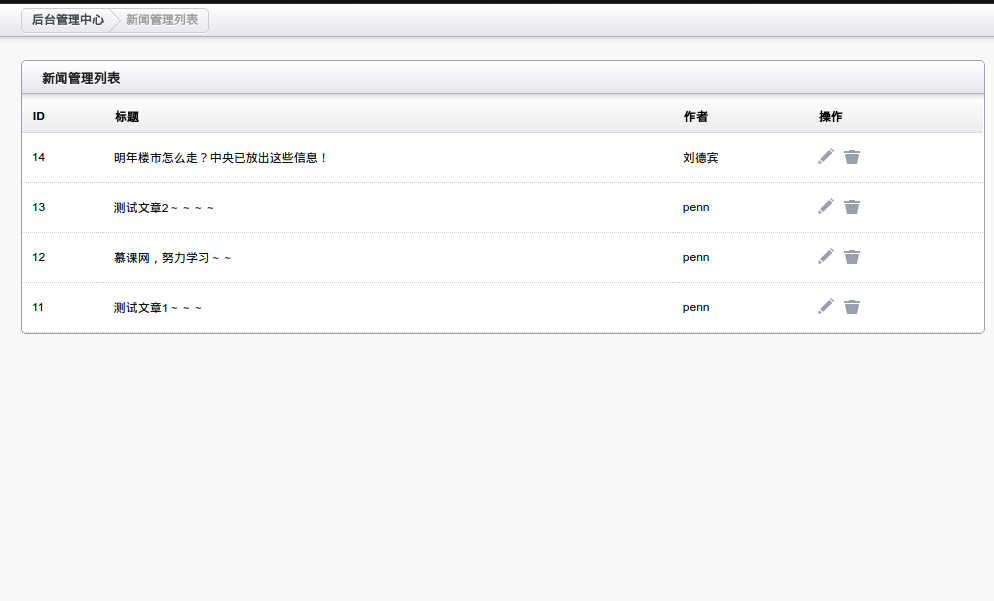 后台管理中心 新闻管理列表
新闻管理列表
ID 标题 作者 操作
14 明年楼市怎么走？中央已放出这些信息！ 刘德宾
13 测试文章2～～～～ penn
12 慕课网，努力学习～～ penn
11 测试文章1～～～ penn